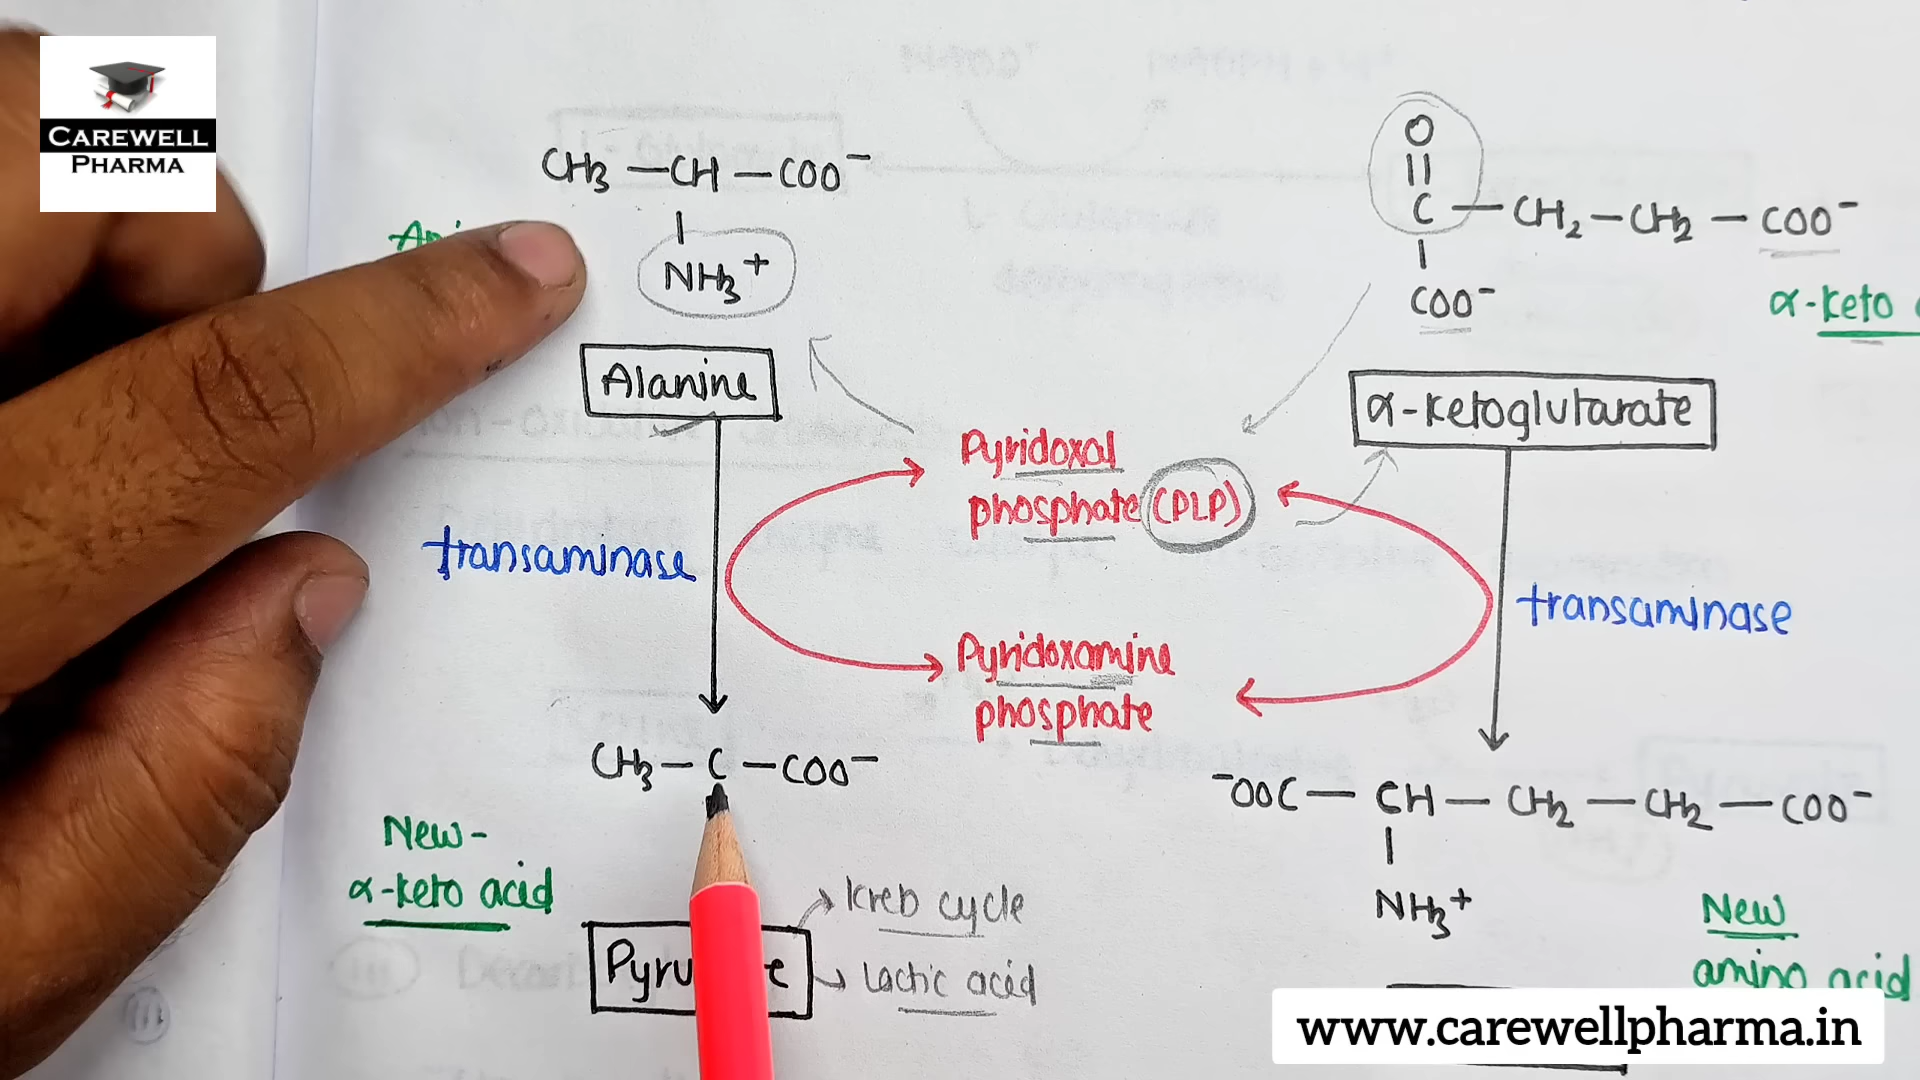 CAREWELL
PHARMA
CH3 — CH — COO⁻
NH3⁺
Alanine
O
C — CH2 — CH2 — COO⁻
COO⁻
α-keto
α-ketoglutarate
Pyridoxal
phosphate (PLP)
transaminase
transaminase
Pyridoxamine
phosphate
CH3 — C — COO⁻
⁻OOC — CH — CH2 — CH2 — COO⁻
NH3⁺
New-
α-keto acid
Kreb cycle
Lactic acid
New
amino acid
www.carewellpharma.in